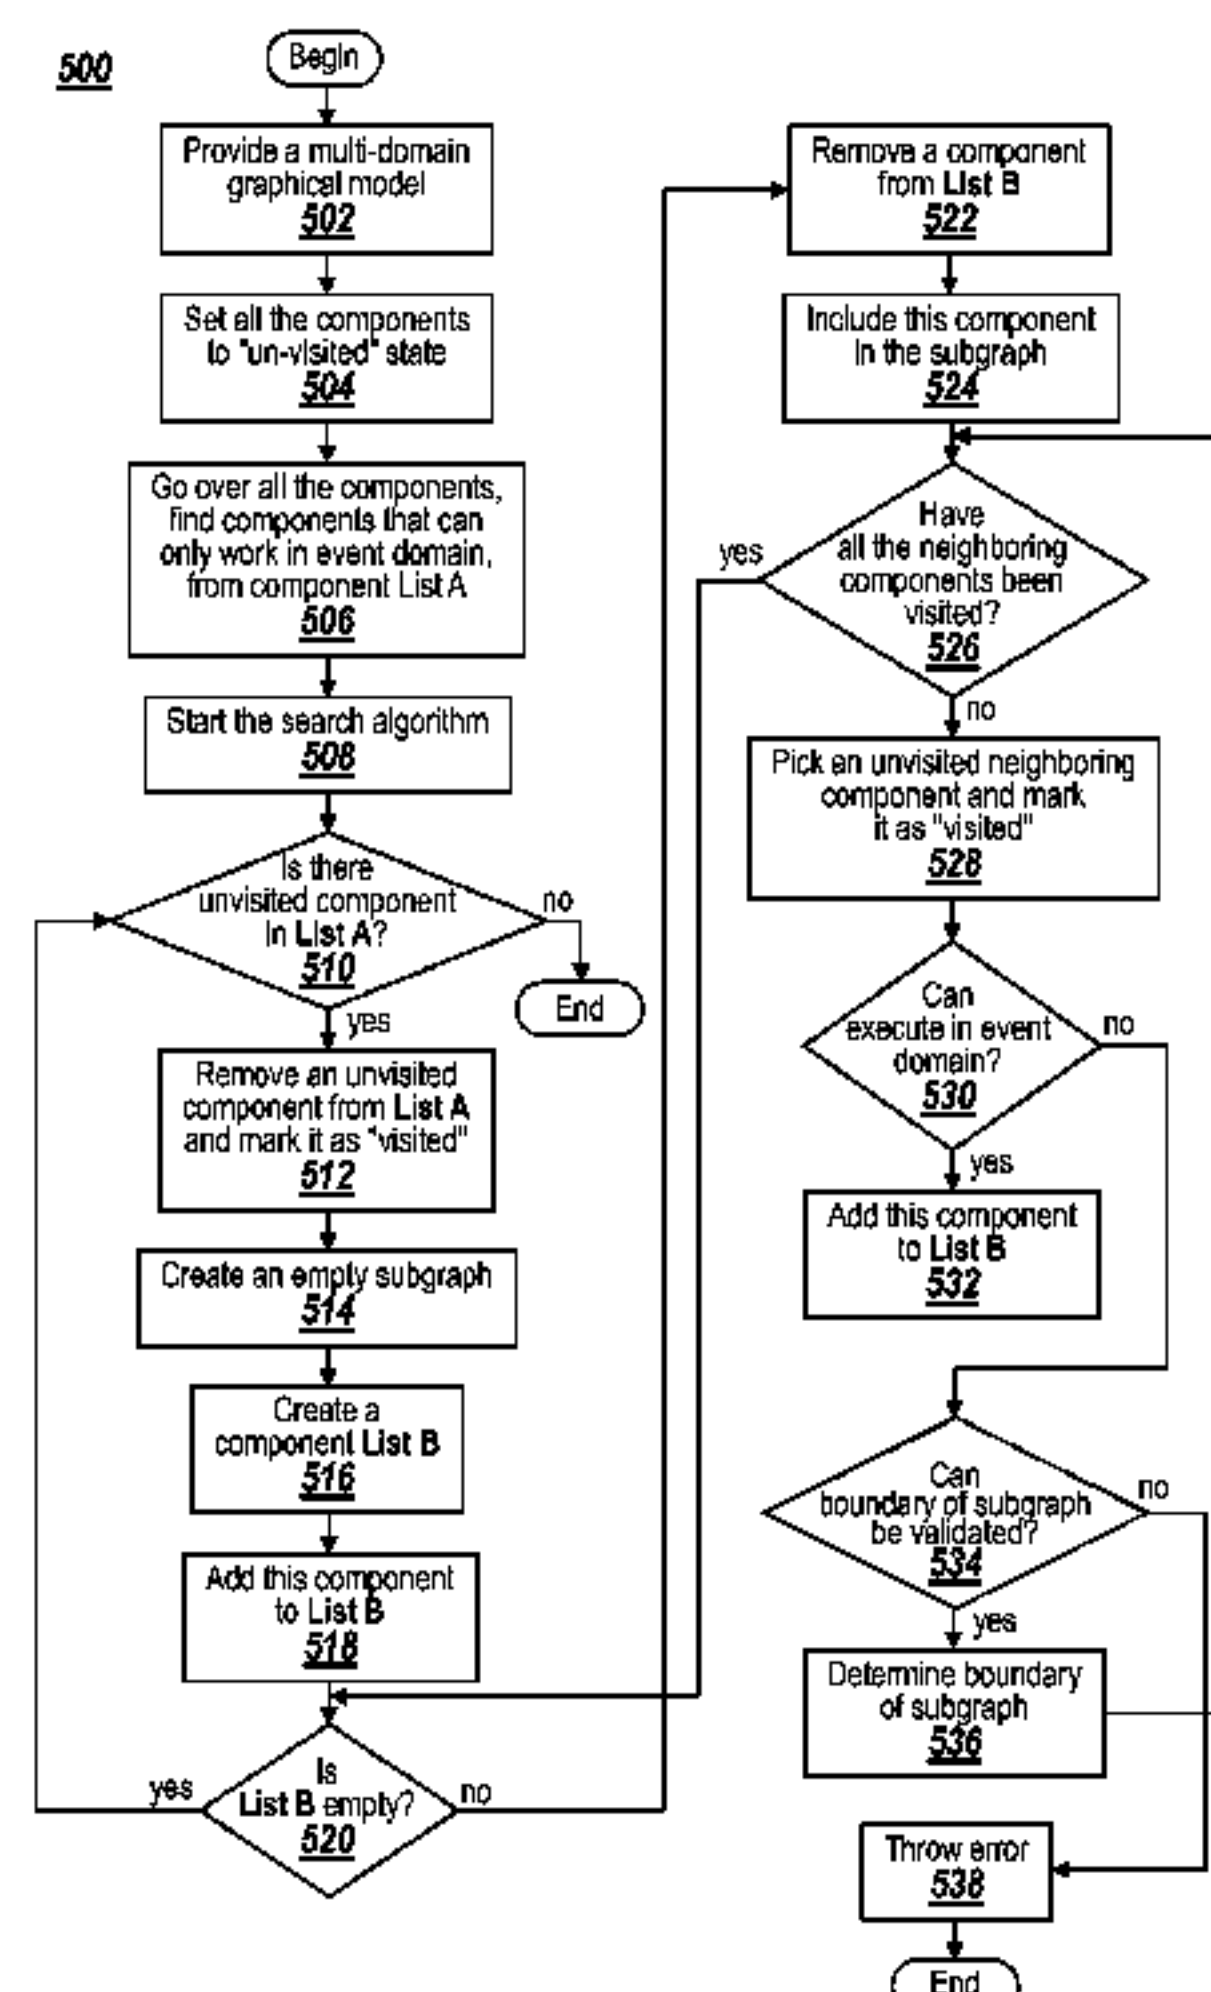 500
Begin
Provide a multi-domain
graphical model
502
Set all the components
to "un-visited" state
504
Go over all the components,
find components that can
only work in event domain,
from component List A
506
Start the search algorithm
508
Is there
unvisited component
in List A?
510
no
End
yes
Remove an unvisited
component from List A
and mark it as "visited"
512
Create an empty subgraph
514
Create a
component List B
516
Add this component
to List B
518
Is
List B empty?
520
yes
no
Remove a component
from List B
522
Include this component
in the subgraph
524
Have
all the neighboring
components been
visited?
526
yes
no
Pick an unvisited neighboring
component and mark
it as "visited"
528
Can
execute in event
domain?
530
no
yes
Add this component
to List B
532
Can
boundary of subgraph
be validated?
534
no
yes
Determine boundary
of subgraph
536
Throw error
538
End